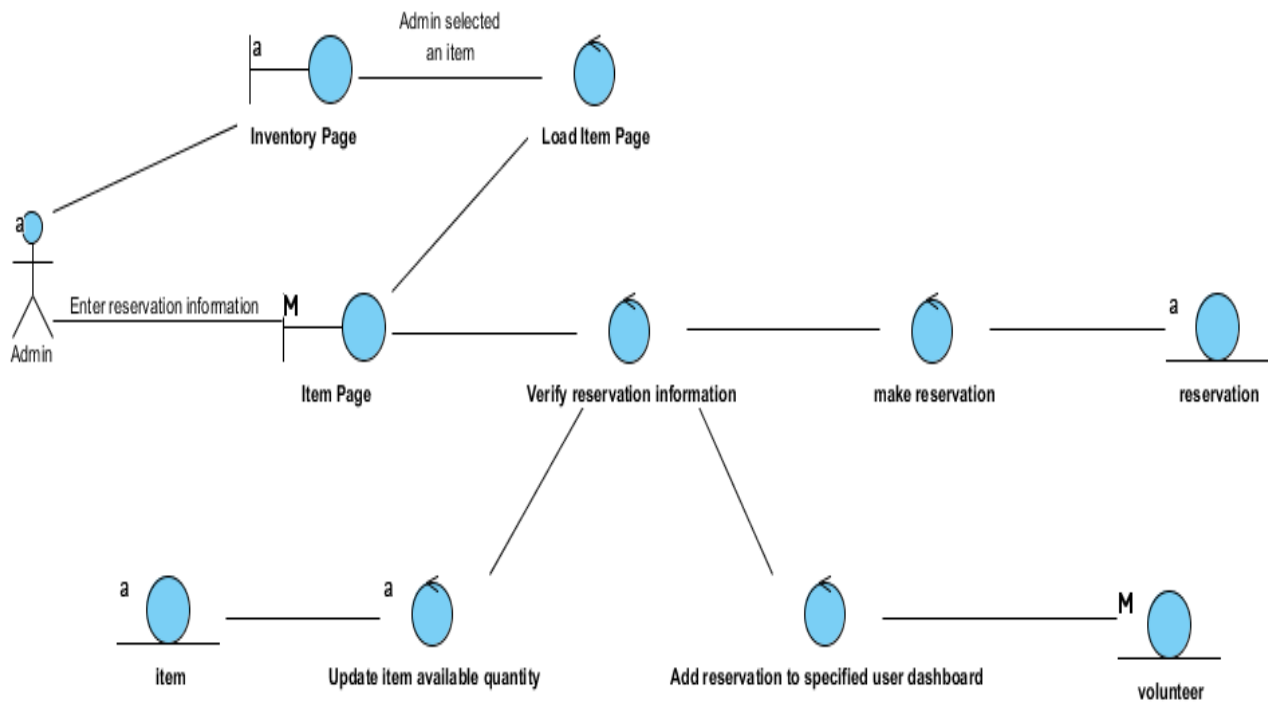 Admin selected
an item
a
Inventory Page
Load Item Page
a
Enter reservation information
M
a
Admin
Item Page
Verify reservation information
make reservation
reservation
a
a
M
item
Update item available quantity
Add reservation to specified user dashboard
volunteer